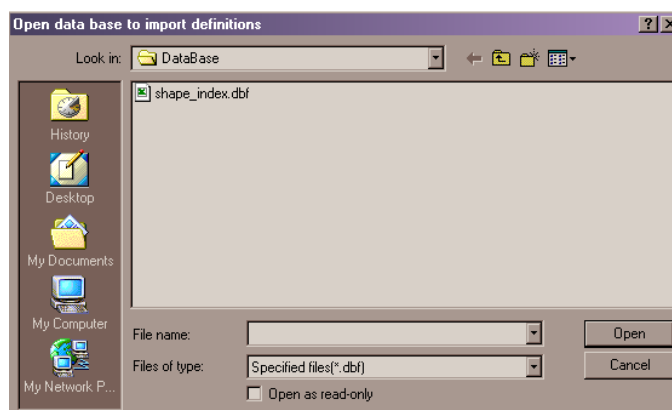 Open data base to import definitions
Look in: DataBase
shape_index.dbf
History
Desktop
My Documents
My Computer
My Network P...
File name:
Open
Files of type: Specified files(*.dbf)
Cancel
Open as read-only